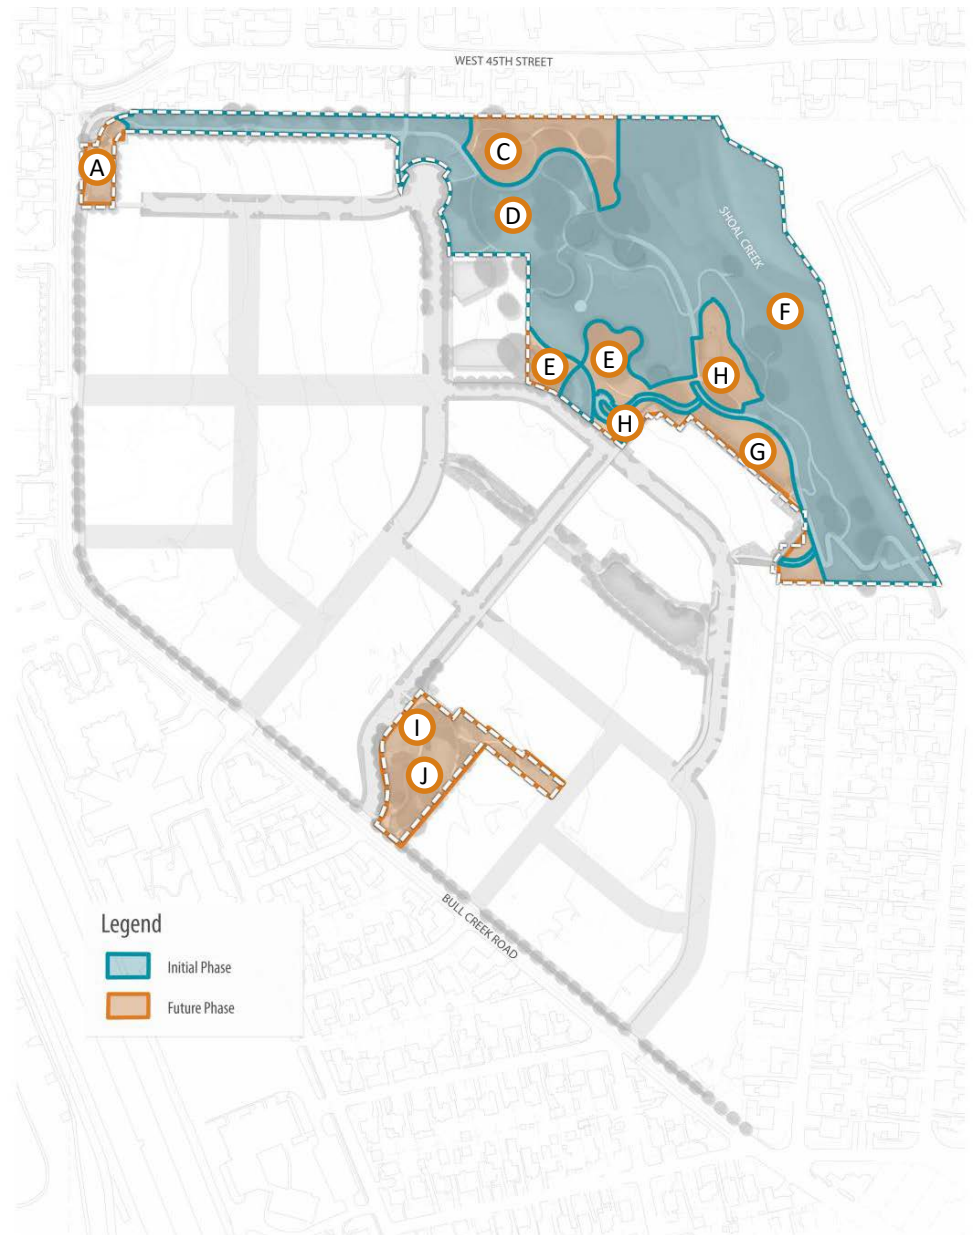 WEST 45TH STREET
A
C
D
SHOAL CREEK
F
E
E
H
H
G
I
J
BULL CREEK ROAD
Legend
Initial Phase
Future Phase